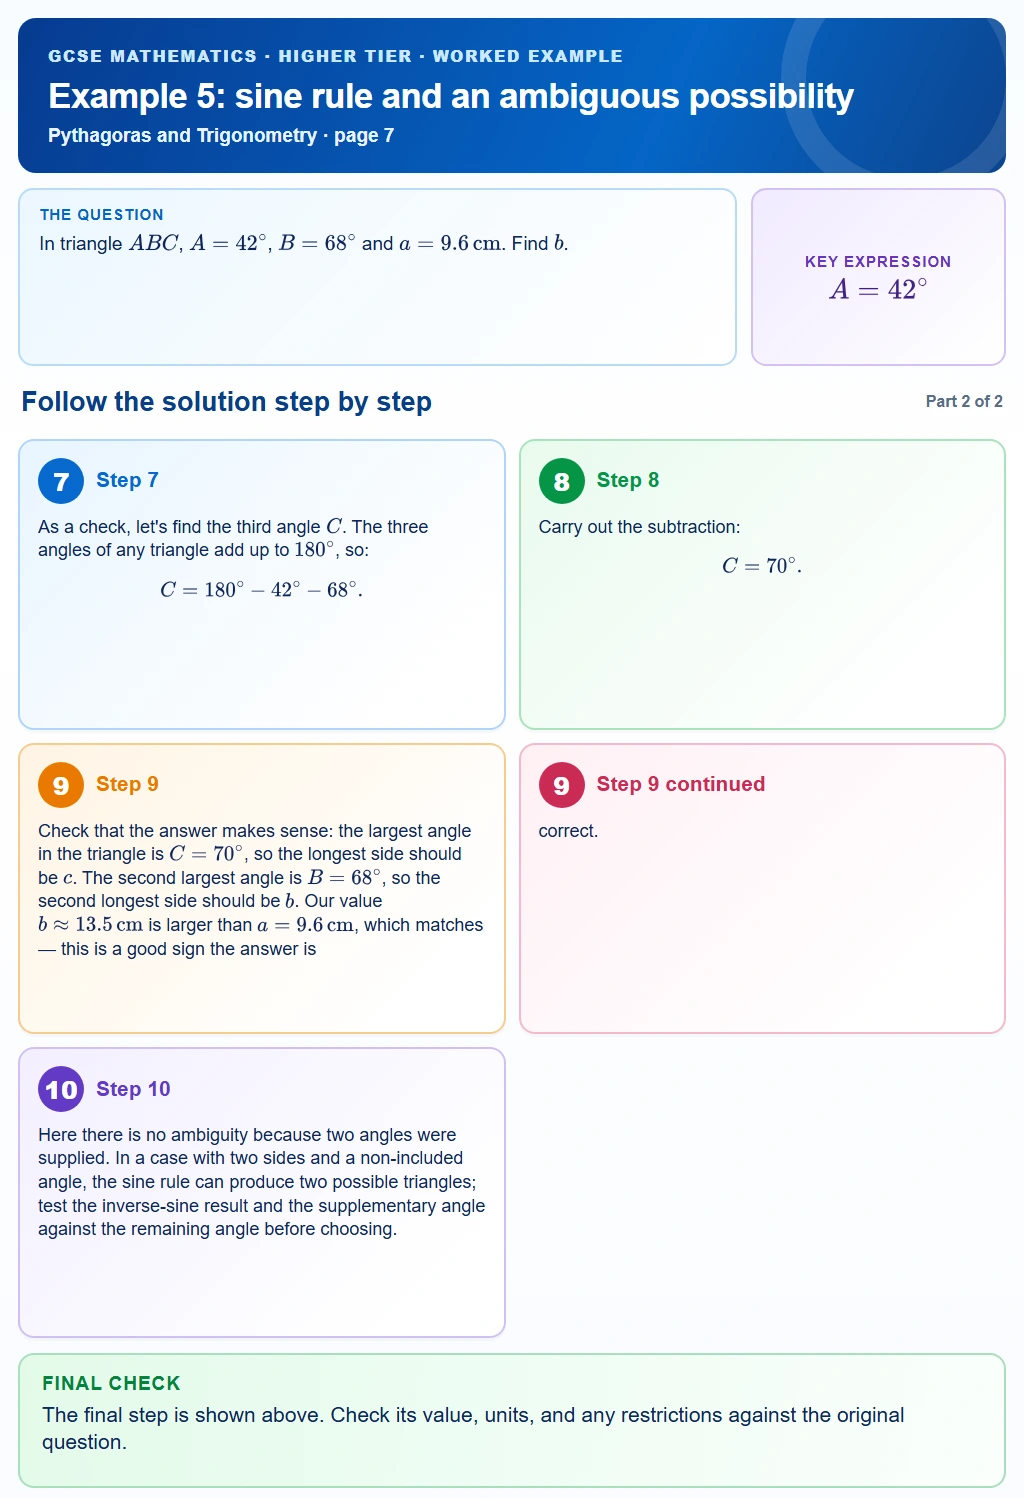 GCSE MATHEMATICS · HIGHER TIER · WORKED EXAMPLE
Example 5: sine rule and an ambiguous possibility
Pythagoras and Trigonometry · page 7
THE QUESTION
In triangle ABC, A = 42°, B = 68° and a = 9.6 cm. Find b.
KEY EXPRESSION
A = 42°
Follow the solution step by step
Part 2 of 2
7 Step 7
As a check, let's find the third angle C. The three
angles of any triangle add up to 180°, so:
C = 180° − 42° − 68°.
8 Step 8
Carry out the subtraction:
C = 70°.
9 Step 9
Check that the answer makes sense: the largest angle
in the triangle is C = 70°, so the longest side should
be c. The second largest angle is B = 68°, so the
second longest side should be b. Our value
b ≈ 13.5 cm is larger than a = 9.6 cm, which matches
— this is a good sign the answer is
9 Step 9 continued
correct.
10 Step 10
Here there is no ambiguity because two angles were
supplied. In a case with two sides and a non-included
angle, the sine rule can produce two possible triangles;
test the inverse-sine result and the supplementary angle
against the remaining angle before choosing.
FINAL CHECK
The final step is shown above. Check its value, units, and any restrictions against the original
question.